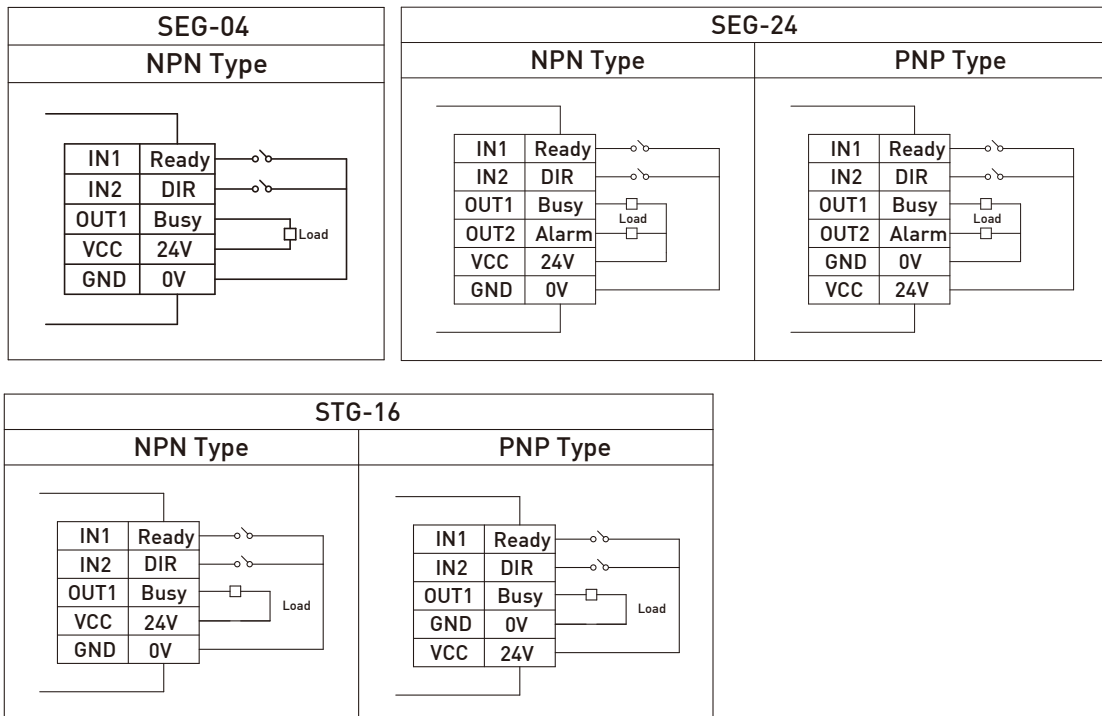 SEG-04
NPN Type
IN1 Ready
IN2 DIR
OUT1 Busy
Load
VCC 24V
GND 0V
SEG-24
NPN Type
IN1 Ready
IN2 DIR
OUT1 Busy
Load
OUT2 Alarm
VCC 24V
GND 0V
PNP Type
IN1 Ready
IN2 DIR
OUT1 Busy
Load
OUT2 Alarm
GND 0V
VCC 24V
STG-16
NPN Type
IN1 Ready
IN2 DIR
OUT1 Busy
Load
VCC 24V
GND 0V
PNP Type
IN1 Ready
IN2 DIR
OUT1 Busy
Load
GND 0V
VCC 24V